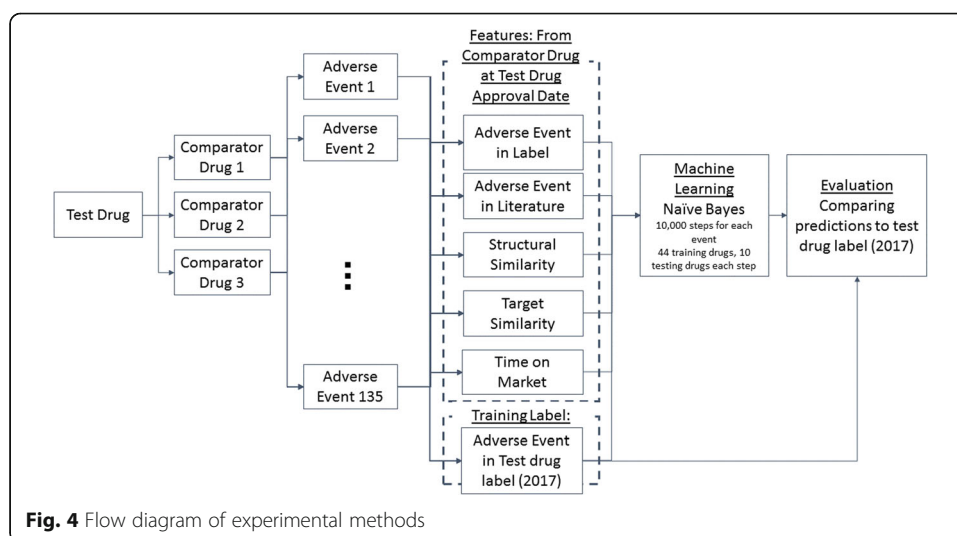 Test Drug
Comparator
Drug 1
Comparator
Drug 2
Comparator
Drug 3
Adverse
Event 1
Adverse
Event 2
Adverse
Event 135
Features: From
Comparator Drug
at Test Drug
Approval Date
Adverse Event
in Label
Adverse Event
in Literature
Structural
Similarity
Target
Similarity
Time on
Market
Training Label:
Adverse Event
in Test drug
label (2017)
Machine
Learning
Naïve Bayes
10,000 steps for each
event
44 training drugs, 10
testing drugs each step
Evaluation
Comparing
predictions to test
drug label (2017)
Fig. 4 Flow diagram of experimental methods